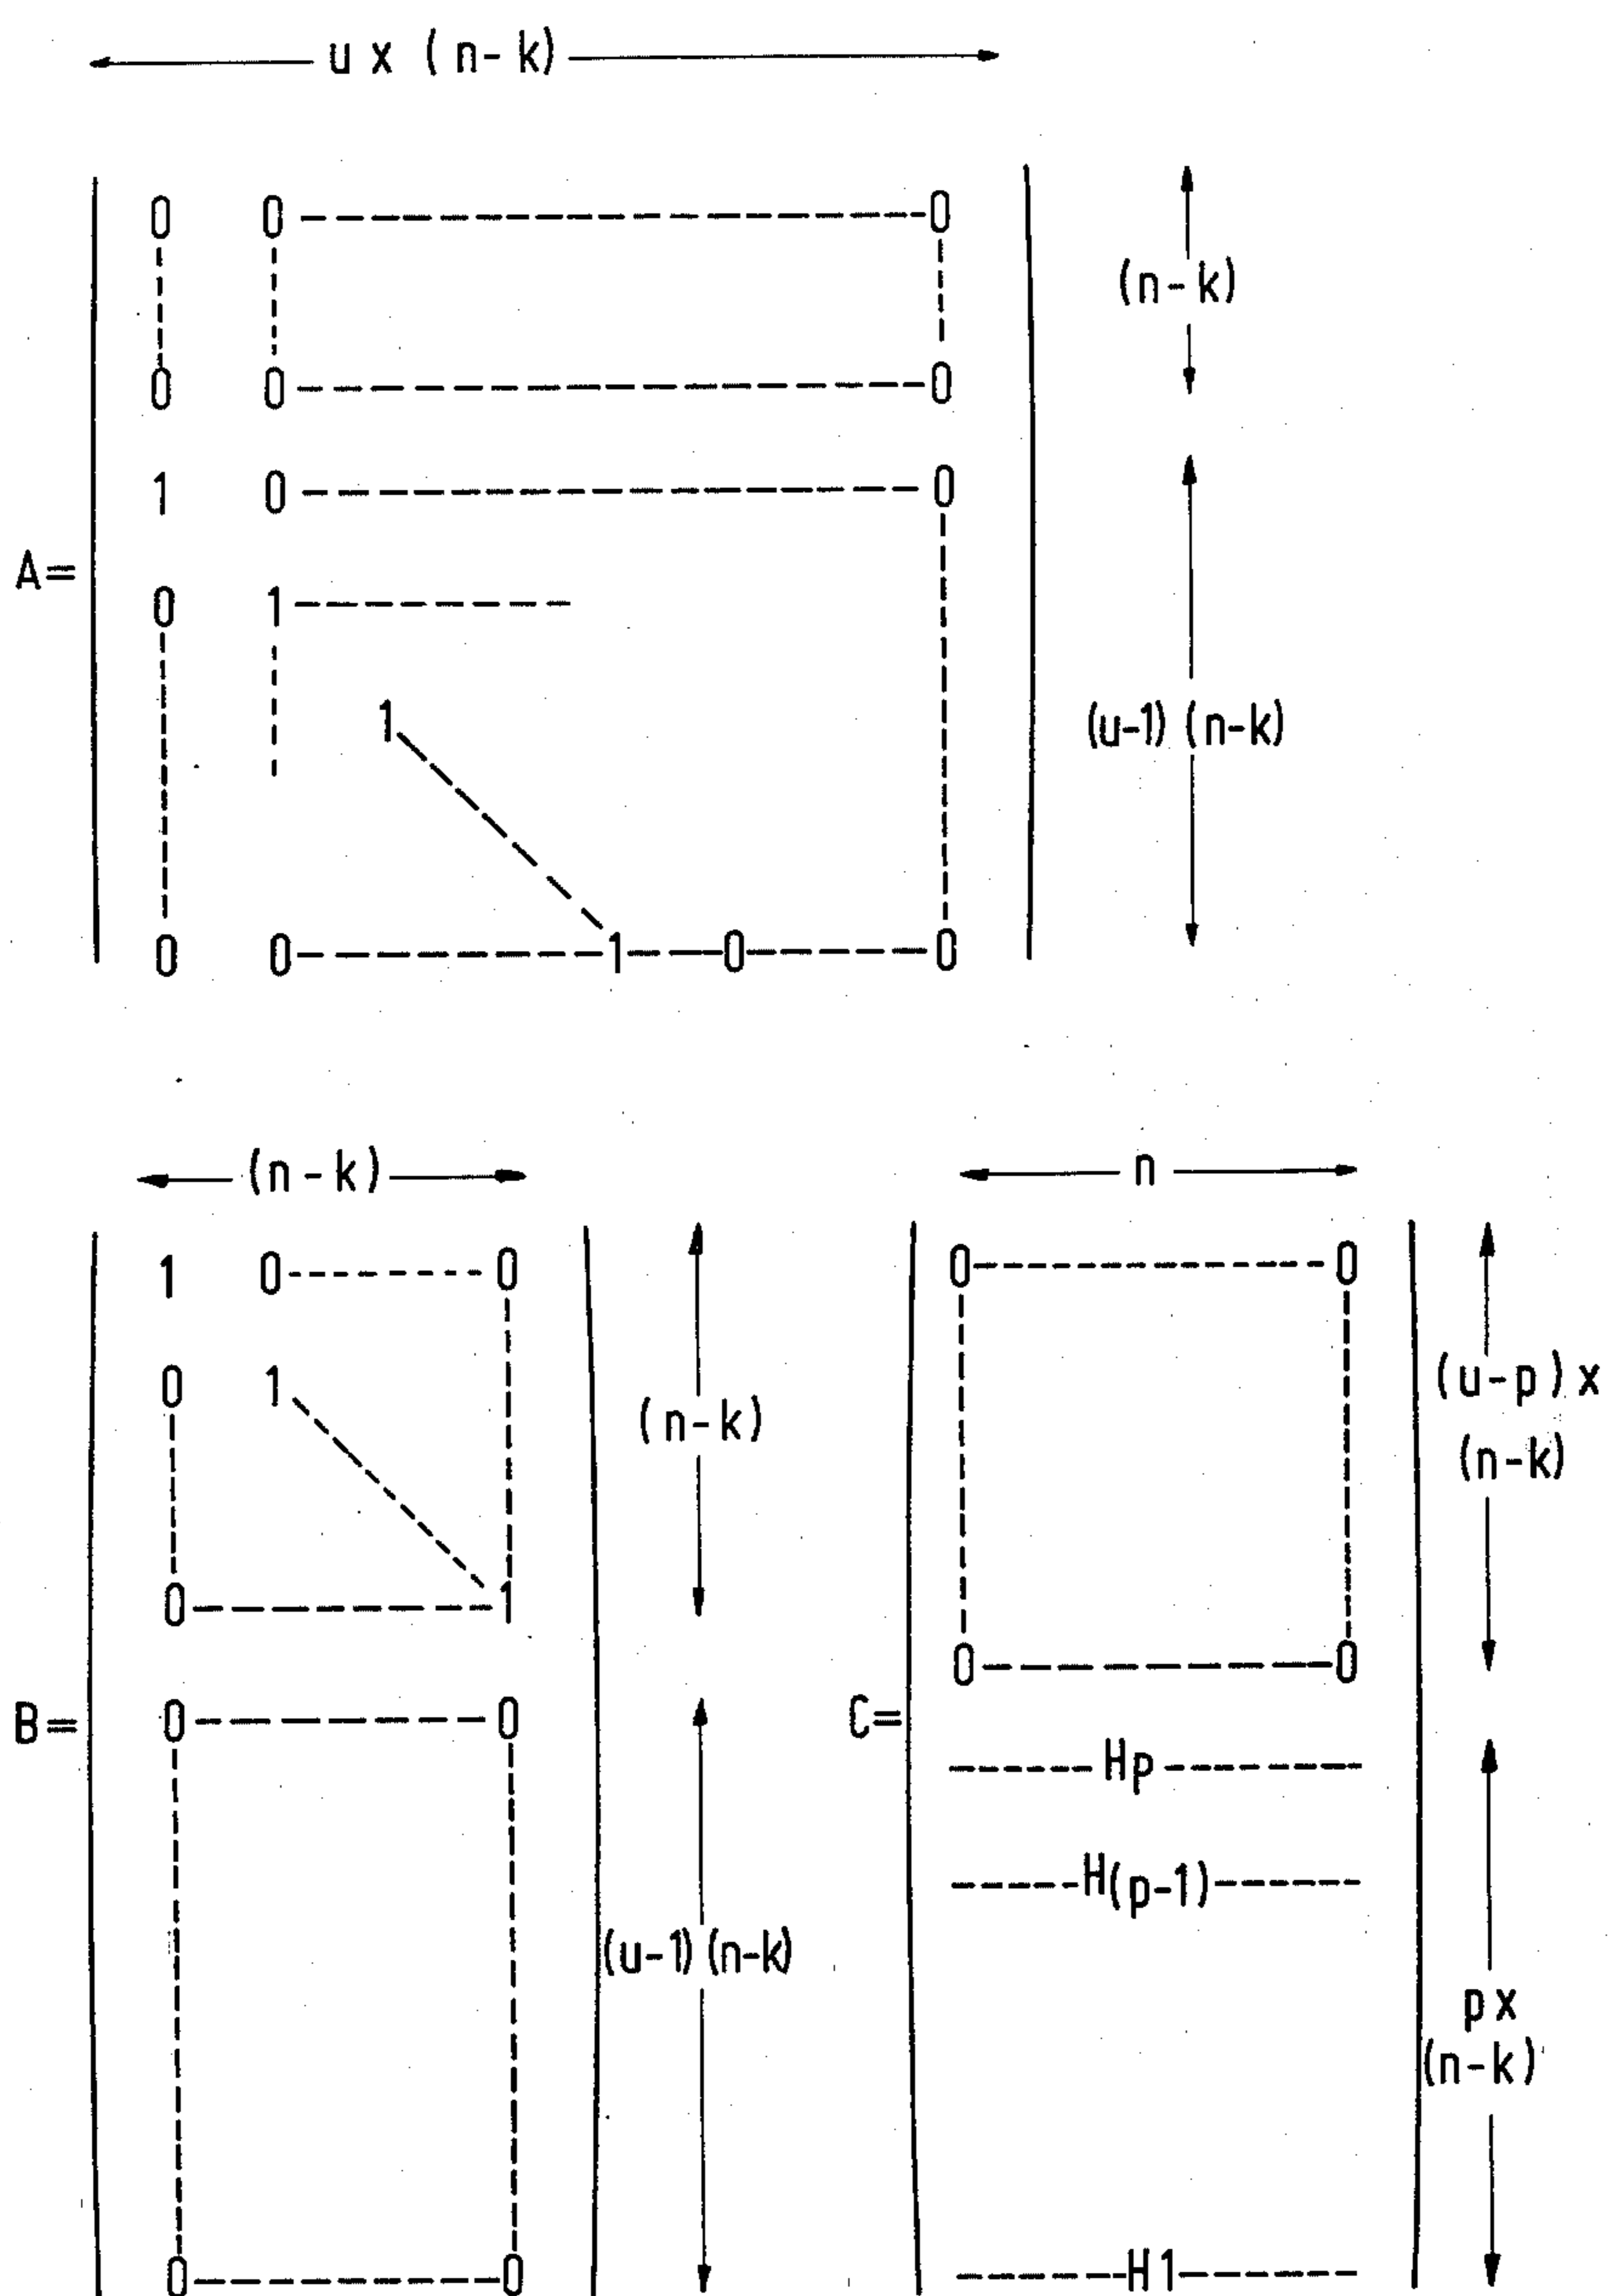 u x (n-k)
0 0 0
(n-k)
0 0 0
1 0 0
A=
0 1
1
(u-1)(n-k)
0 0 1 0 0
(n-k) n
1 0 0 0 0
0 1 (n-k) (u-p)x
(n-k)
0 1
0 0
B= 0 0 C=
Hp
H(p-1)
(u-1)(n-k)
px
(n-k)
0 0 H1